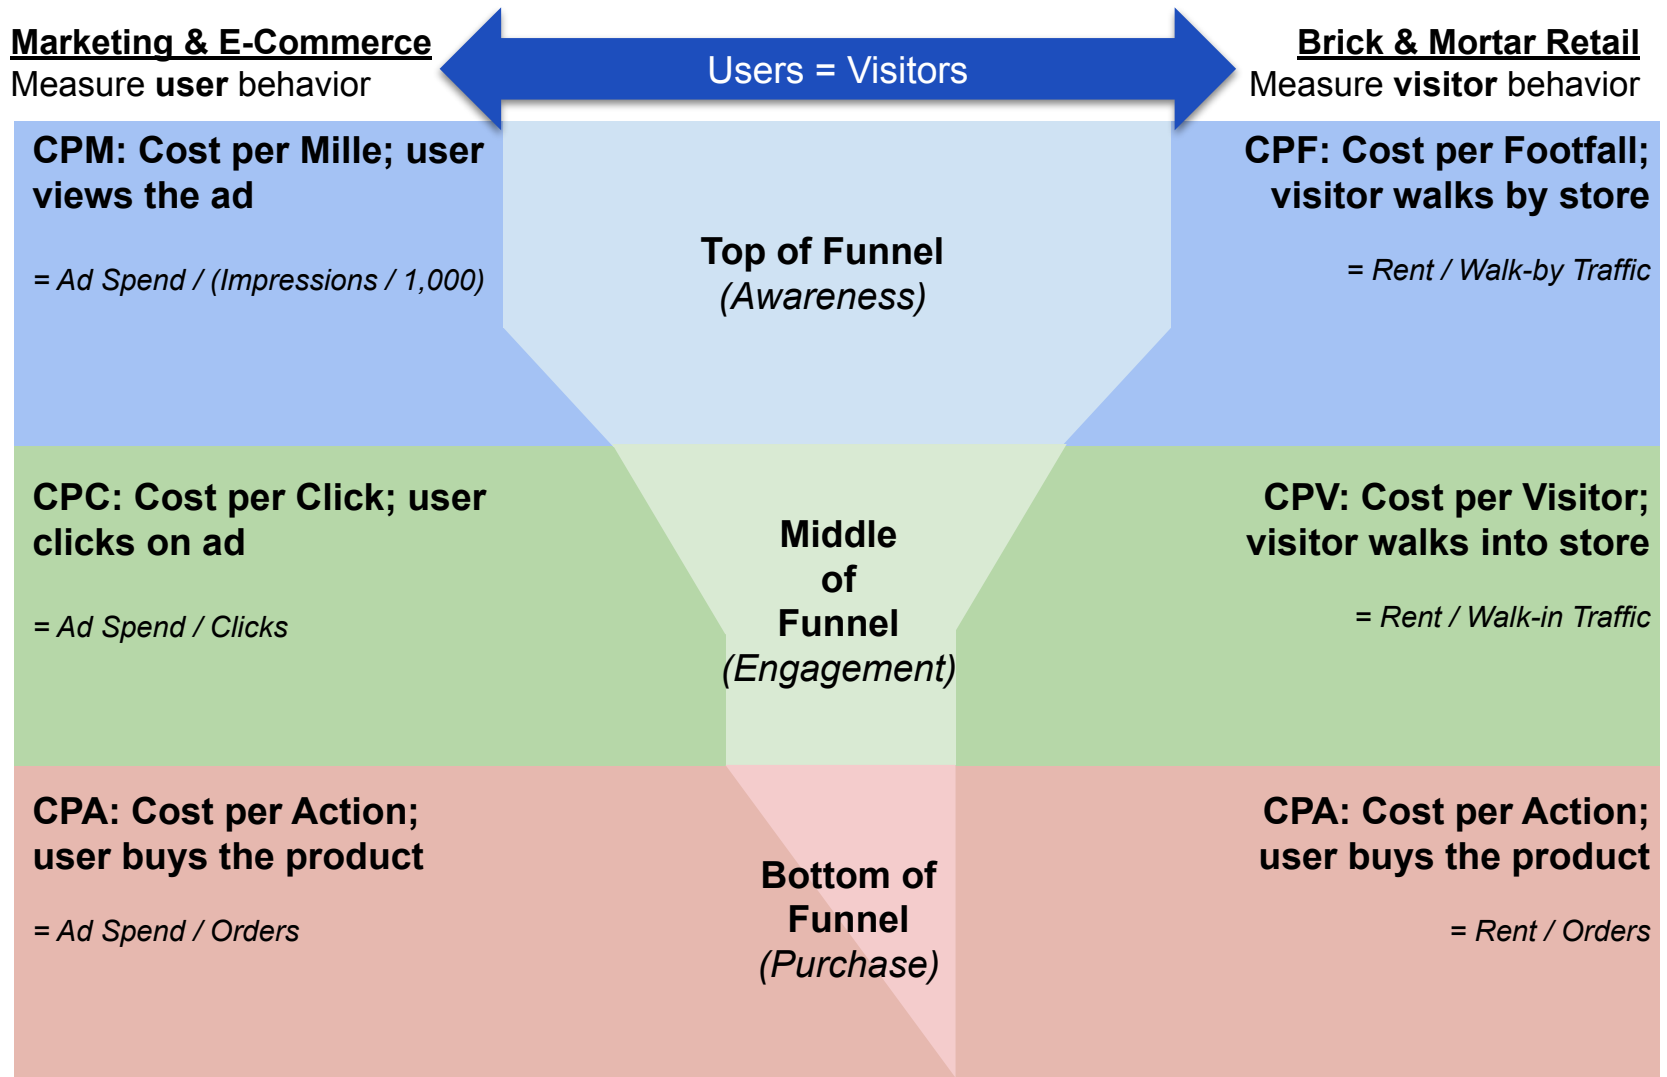 Marketing & E-Commerce
Measure user behavior
Users = Visitors
Brick & Mortar Retail
Measure visitor behavior
CPM: Cost per Mille; user
views the ad
= Ad Spend / (Impressions / 1,000)
Top of Funnel
(Awareness)
CPF: Cost per Footfall;
visitor walks by store
= Rent / Walk-by Traffic
CPC: Cost per Click; user
clicks on ad
= Ad Spend / Clicks
Middle
of
Funnel
(Engagement)
CPV: Cost per Visitor;
visitor walks into store
= Rent / Walk-in Traffic
CPA: Cost per Action;
user buys the product
= Ad Spend / Orders
Bottom of
Funnel
(Purchase)
CPA: Cost per Action;
user buys the product
= Rent / Orders